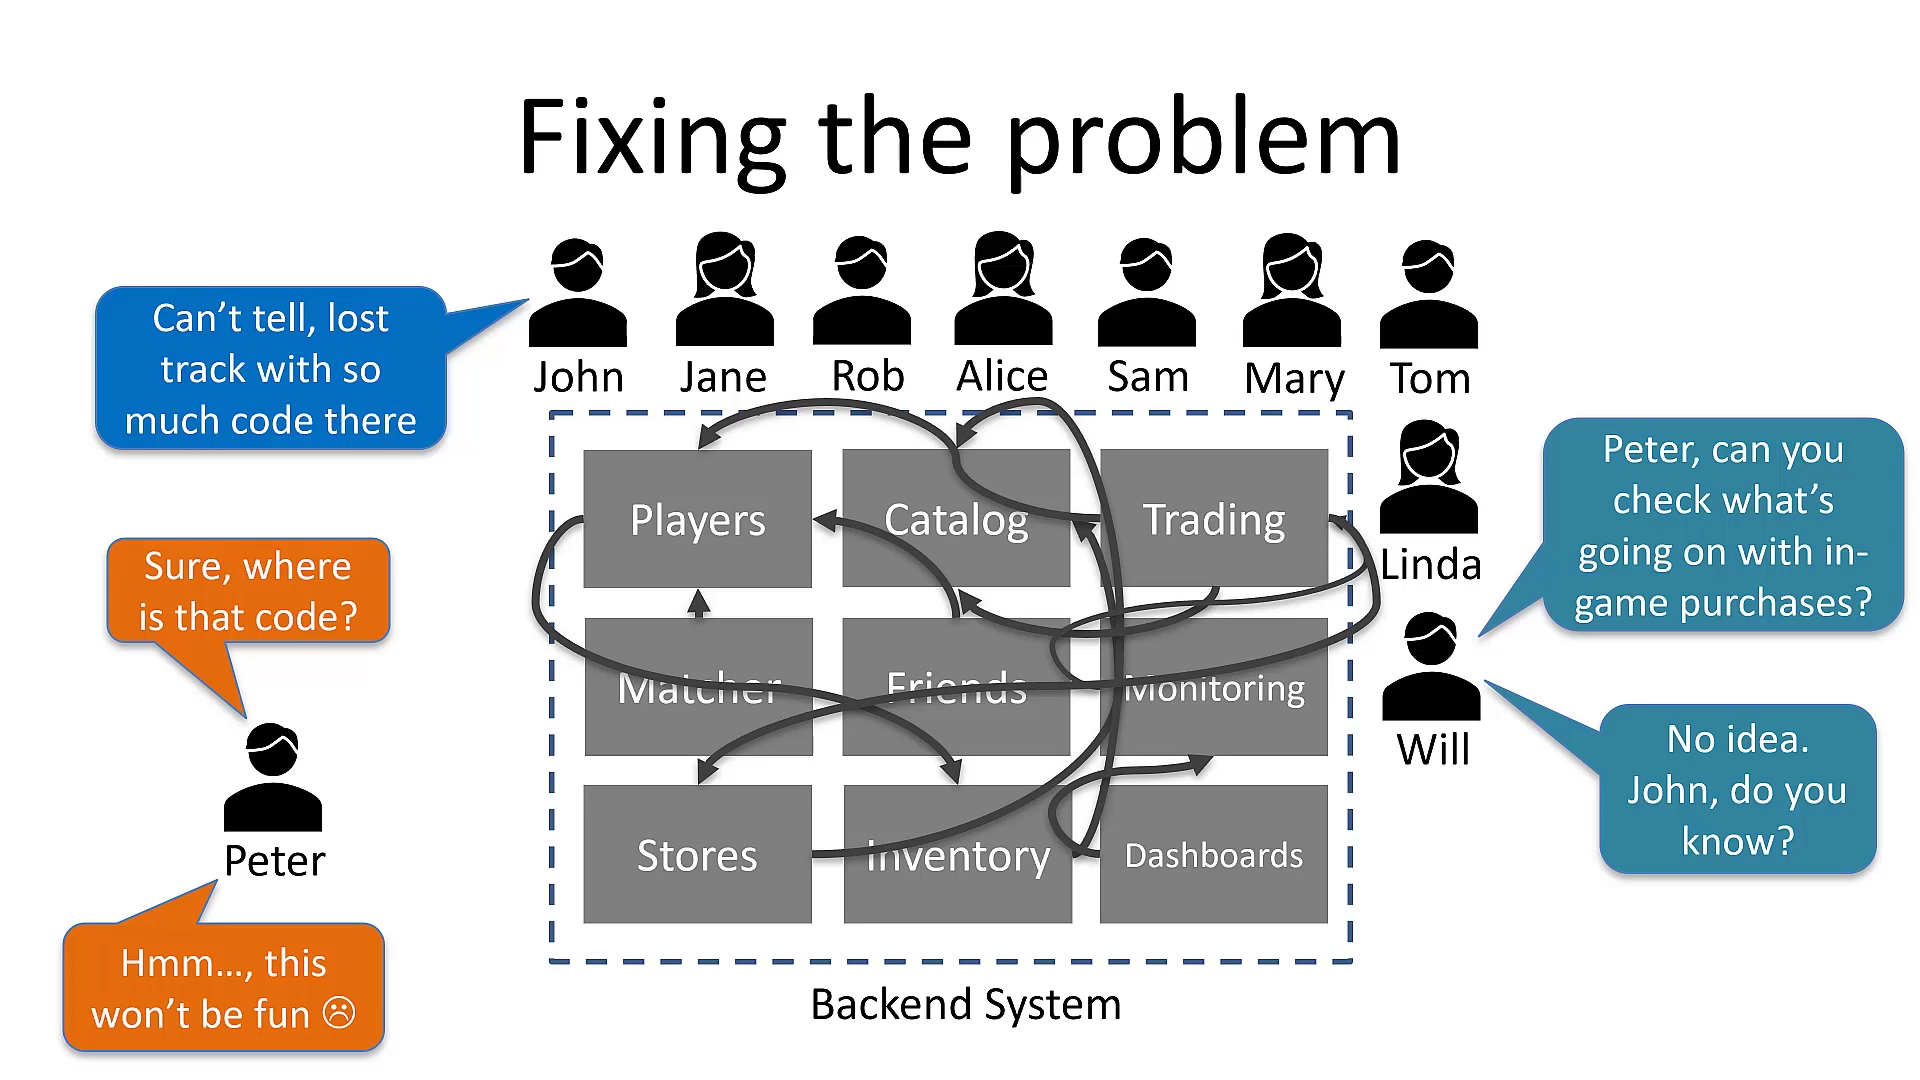 Fixing the problem
Can’t tell, lost
track with so
much code there
John
Jane
Rob
Alice
Sam
Mary
Tom
Linda
Peter, can you
check what’s
going on with in-
game purchases?
Sure, where
is that code?
Players
Catalog
Trading
Matcher
Friends
Monitoring
Stores
Inventory
Dashboards
Will
No idea.
John, do you
know?
Peter
Hmm…, this
won’t be fun ☹
Backend System